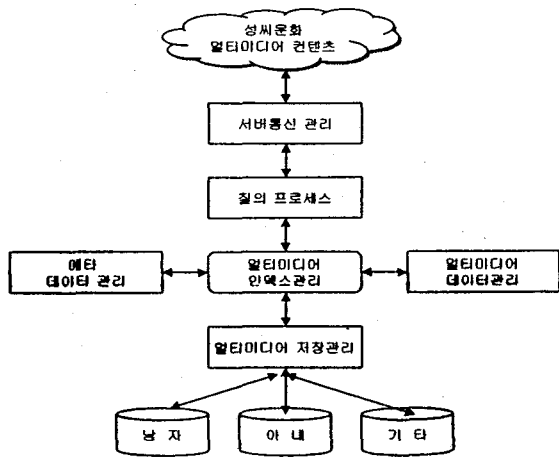 성씨문화
멀티미디어 컨텐츠
서버통신 관리
질의 프로세스
메타
데이타 관리
멀티미디어
인덱스관리
멀티미디어
데이터관리
멀티미디어 저장관리
남 자
아 내
기 타